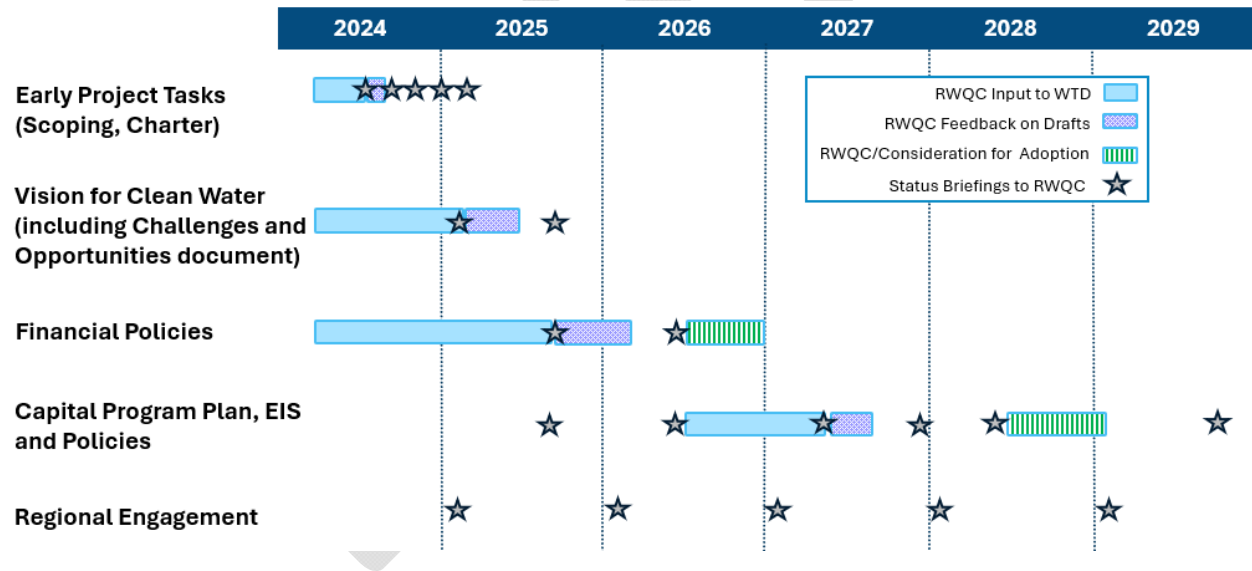 2024 2025 2026 2027 2028 2029
Early Project Tasks
(Scoping, Charter)
RWQC Input to WTD
RWQC Feedback on Drafts
RWQC/Consideration for Adoption
Status Briefings to RWQC
Vision for Clean Water
(including Challenges and
Opportunities document)
Financial Policies
Capital Program Plan, EIS
and Policies
Regional Engagement